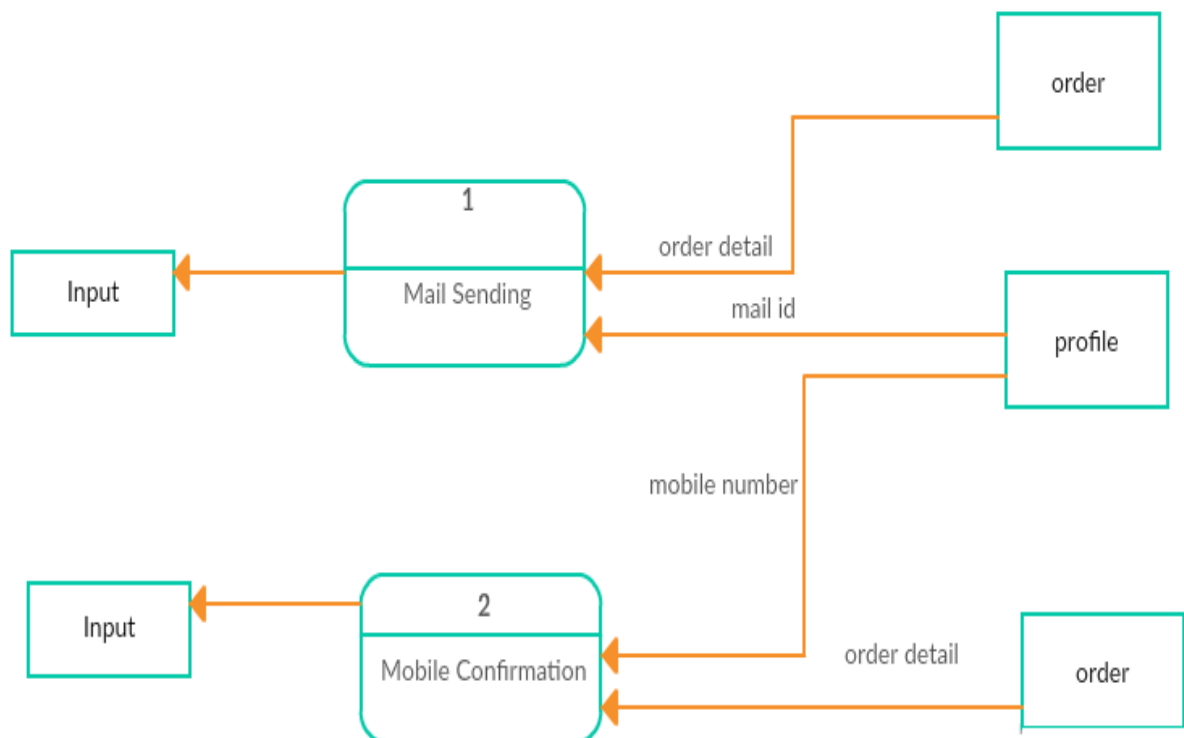 order
1
order detail
Input
Mail Sending
mail id
profile
mobile number
2
Input
order detail
Mobile Confirmation
order